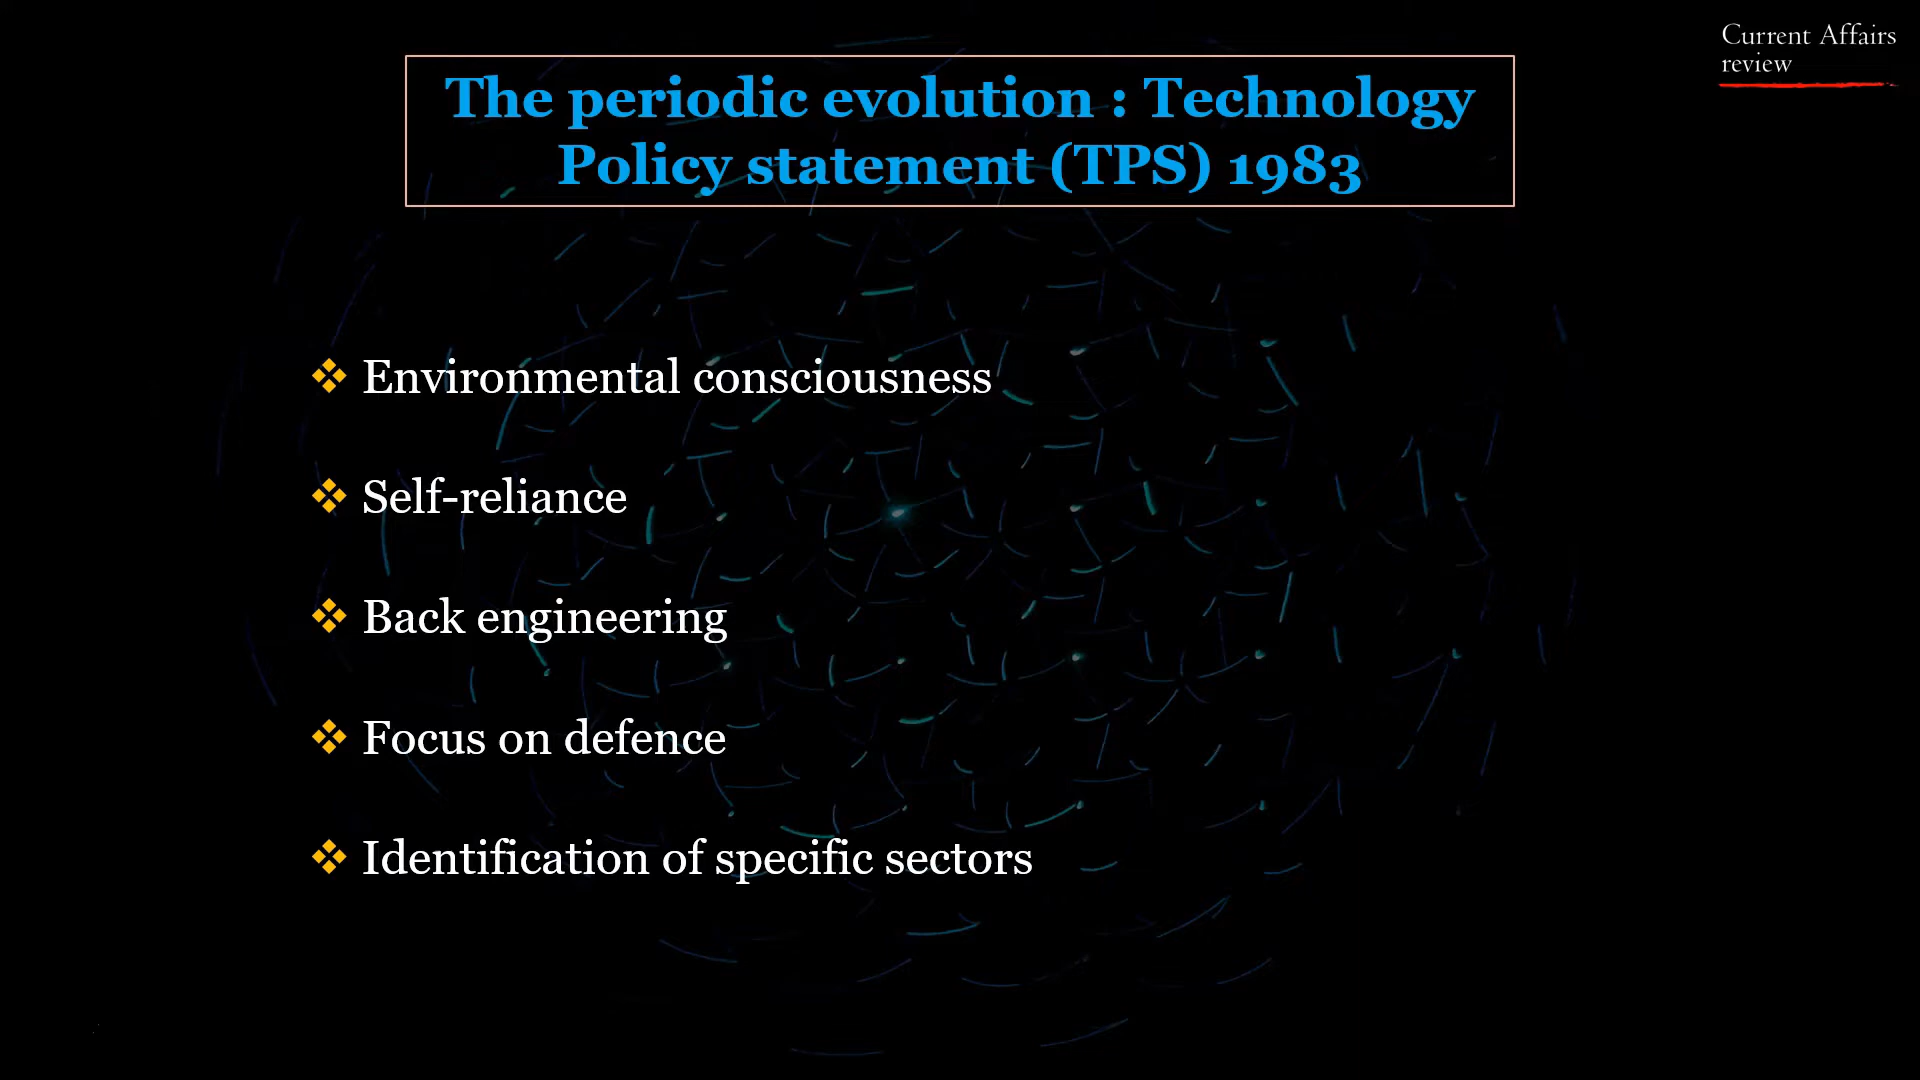 Current Affairs
review
The periodic evolution : Technology
Policy statement (TPS) 1983
❖ Environmental consciousness
❖ Self-reliance
❖ Back engineering
❖ Focus on defence
❖ Identification of specific sectors